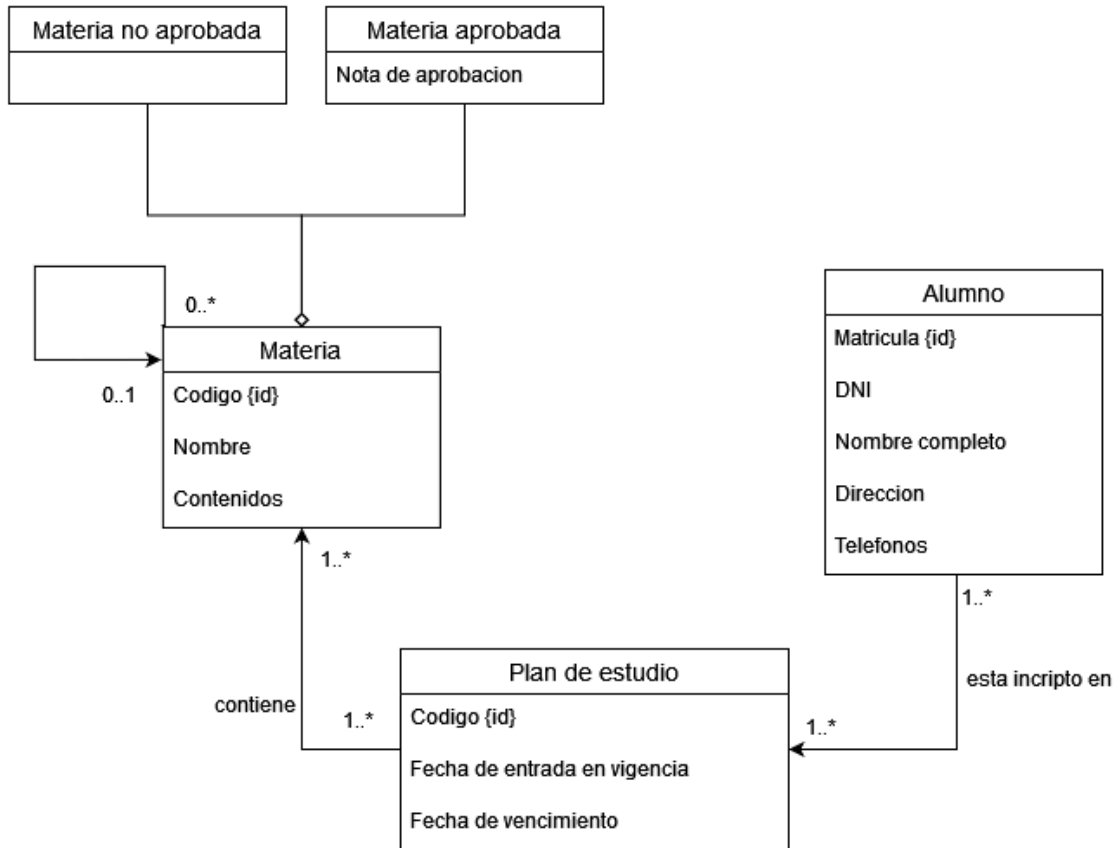 Materia no aprobada
Materia aprobada
Nota de aprobacion
0..*
0..1
Materia
Codigo {id}
Nombre
Contenidos
Alumno
Matricula {id}
DNI
Nombre completo
Direccion
Telefonos
1..*
1..*
esta incripto en
contiene
1..*
1..*
Plan de estudio
Codigo {id}
Fecha de entrada en vigencia
Fecha de vencimiento